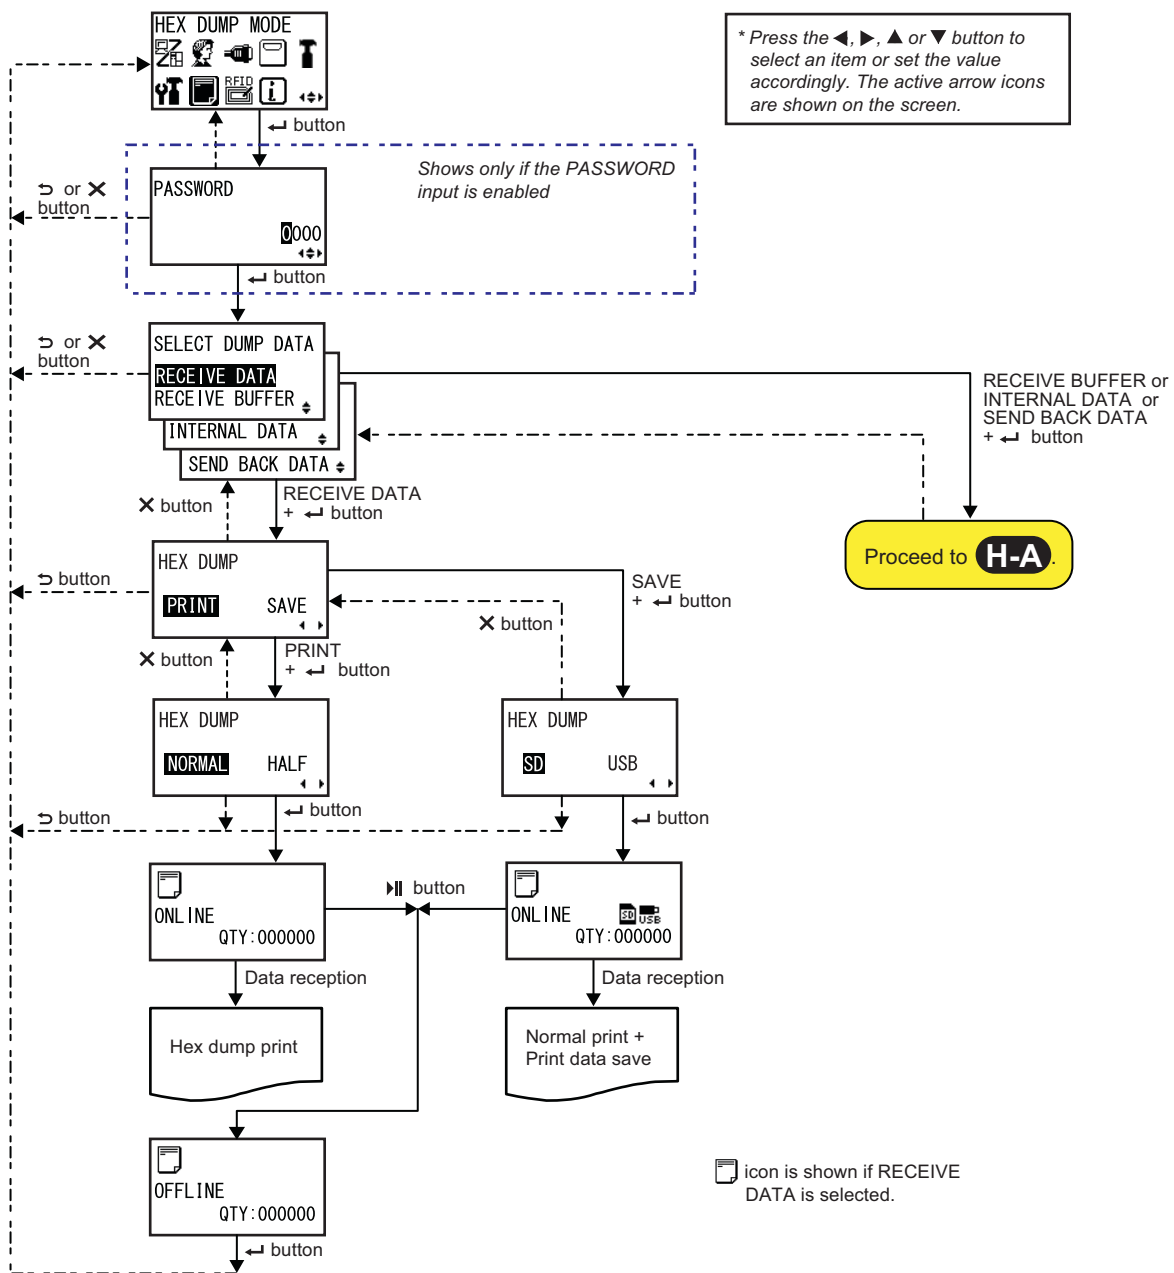 HEX DUMP MODE
RFID
* Press the ◀, ▶, ▲ or ▼ button to
select an item or set the value
accordingly. The active arrow icons
are shown on the screen.
↵ button
Shows only if the PASSWORD
input is enabled
PASSWORD
0000
⮌ or ✕
button
↵ button
SELECT DUMP DATA
RECEIVE DATA
RECEIVE BUFFER
INTERNAL DATA
SEND BACK DATA
⮌ or ✕
button
RECEIVE BUFFER or
INTERNAL DATA or
SEND BACK DATA
+ ↵ button
✕ button
RECEIVE DATA
+ ↵ button
Proceed to H-A.
HEX DUMP
PRINT SAVE
⮌ button
SAVE
+ ↵ button
✕ button
✕ button
PRINT
+ ↵ button
HEX DUMP
NORMAL HALF
HEX DUMP
SD USB
⮌ button
↵ button
↵ button
ONLINE
QTY:000000
▶|| button
ONLINE SD USB
QTY:000000
Data reception
Data reception
Hex dump print
Normal print +
Print data save
OFFLINE
QTY:000000
icon is shown if RECEIVE
DATA is selected.
↵ button